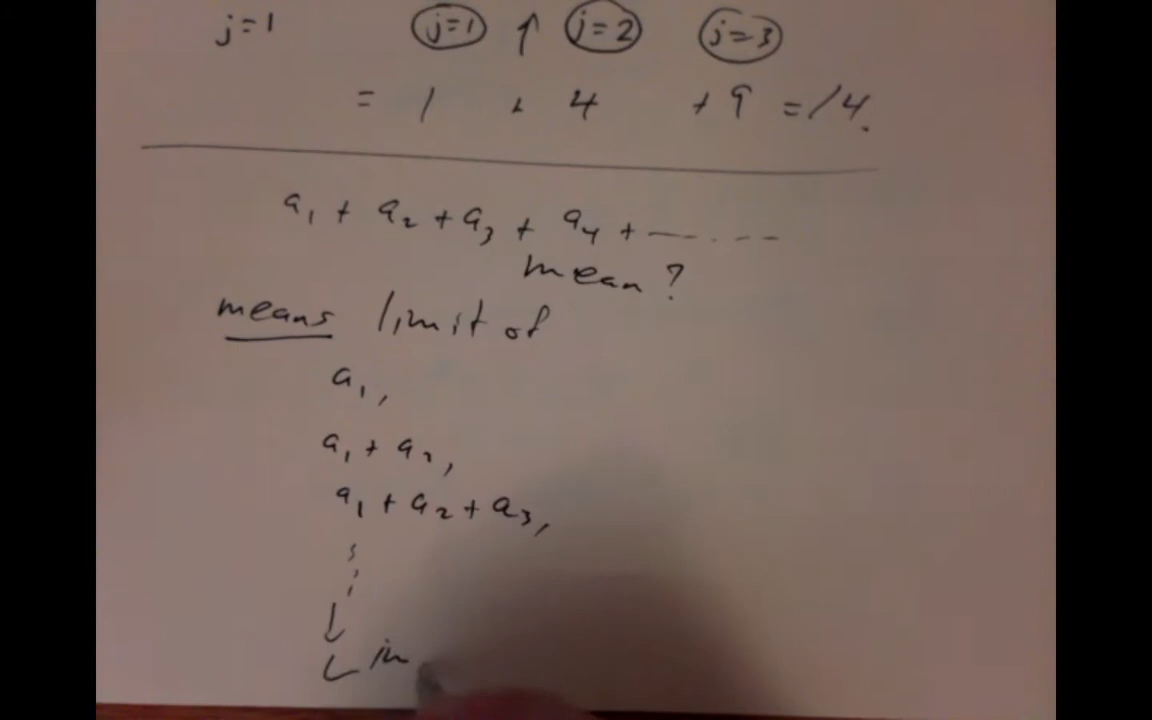 j=1 j=1 ↑ j=2 j=3
= 1 + 4 + 9 = 14.
a₁ + a₂ + a₃ + a₄ + -----
mean?
means limit of
a₁,
a₁ + a₂,
a₁ + a₂ + a₃,
⋮
↓
L in